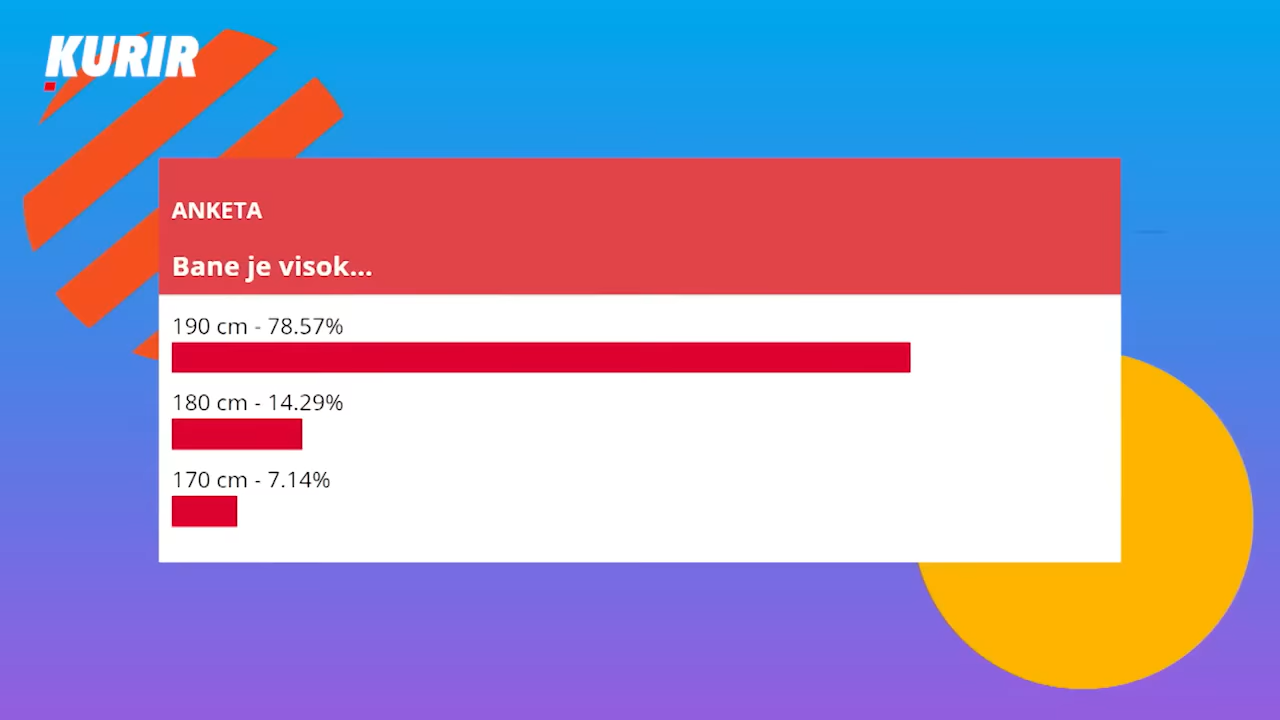 KURIR
ANKETA
Bane je visok...
190 cm - 78.57%
180 cm - 14.29%
170 cm - 7.14%